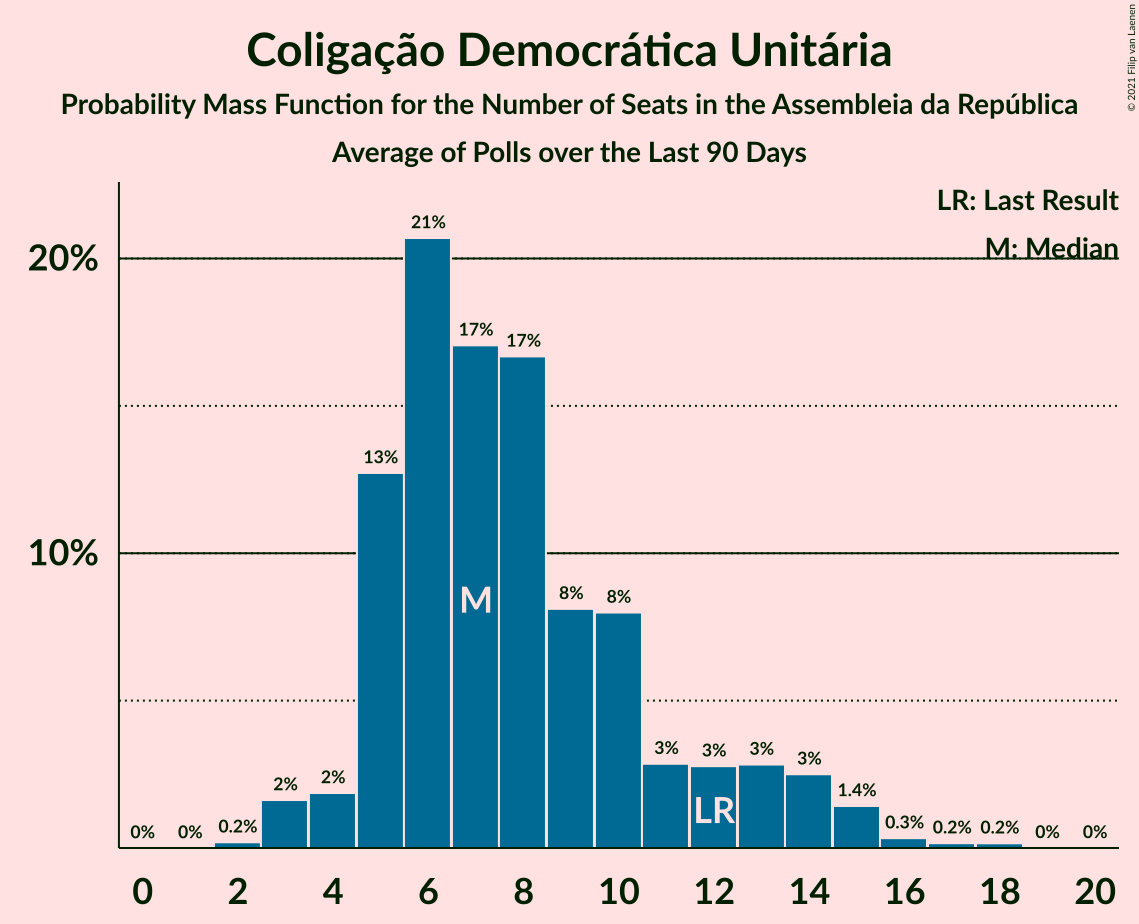 Coligação Democrática Unitária
Probability Mass Function for the Number of Seats in the Assembleia da República
Average of Polls over the Last 90 Days
© 2021 Filip van Laenen
LR: Last Result
M: Median
20%
10%
0%
0%
0.2%
2%
2%
13%
21%
17%
17%
8%
8%
3%
3%
3%
3%
1.4%
0.3%
0.2%
0.2%
0%
0%
M
LR
0 2 4 6 8 10 12 14 16 18 20